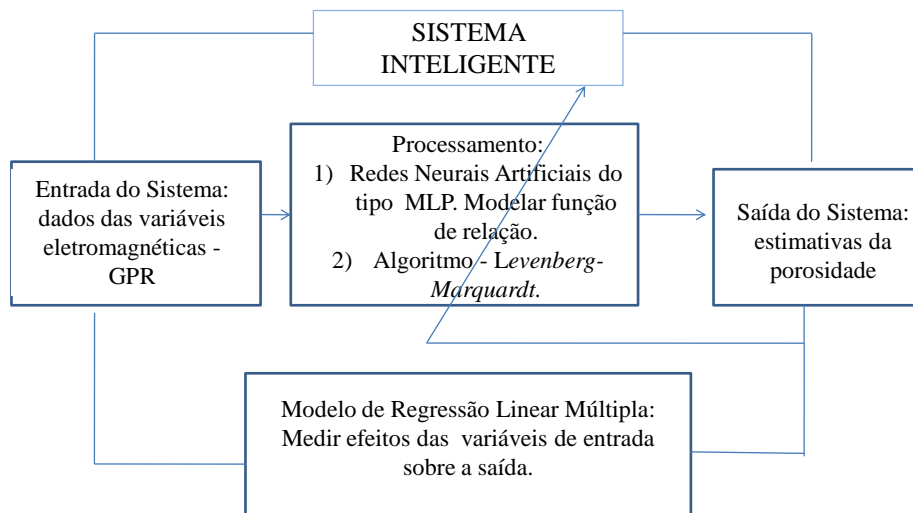 SISTEMA
INTELIGENTE
Entrada do Sistema:
dados das variáveis
eletromagnéticas -
GPR
Processamento:
1) Redes Neurais Artificiais do
tipo MLP. Modelar função
de relação.
2) Algoritmo - Levenberg-
Marquardt.
Saída do Sistema:
estimativas da
porosidade
Modelo de Regressão Linear Múltipla:
Medir efeitos das variáveis de entrada
sobre a saída.